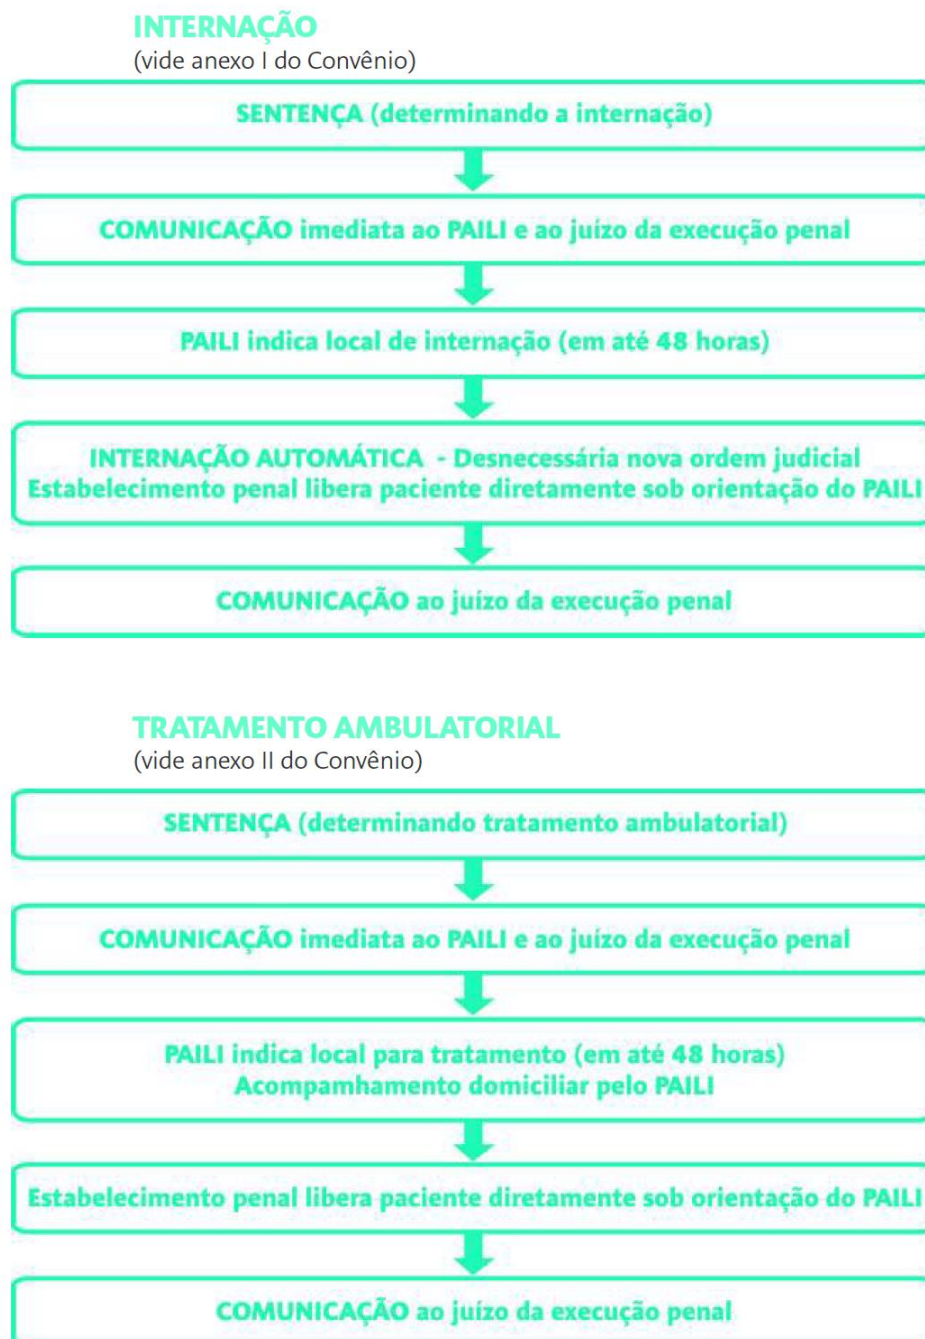 INTERNAÇÃO
(vide anexo I do Convênio)
SENTENÇA (determinando a internação)
COMUNICAÇÃO imediata ao PAILI e ao juízo da execução penal
PAILI indica local de internação (em até 48 horas)
INTERNAÇÃO AUTOMÁTICA - Desnecessária nova ordem judicial
Estabelecimento penal libera paciente diretamente sob orientação do PAILI
COMUNICAÇÃO ao juízo da execução penal
TRATAMENTO AMBULATORIAL
(vide anexo II do Convênio)
SENTENÇA (determinando tratamento ambulatorial)
COMUNICAÇÃO imediata ao PAILI e ao juízo da execução penal
PAILI indica local para tratamento (em até 48 horas)
Acompamhamento domiciliar pelo PAILI
Estabelecimento penal libera paciente diretamente sob orientação do PAILI
COMUNICAÇÃO ao juízo da execução penal